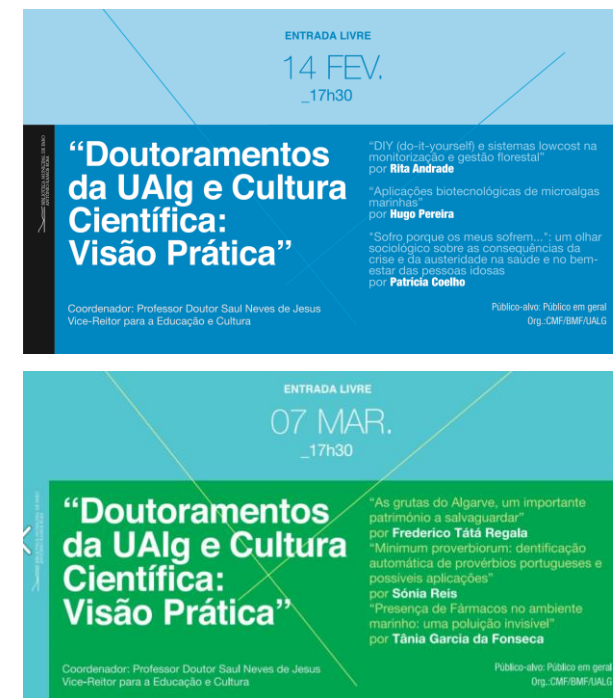 ENTRADA LIVRE
14 FEV.
_17h30
“Doutoramentos
da UAlg e Cultura
Científica:
Visão Prática”
Coordenador: Professor Doutor Saul Neves de Jesus
Vice-Reitor para a Educação e Cultura
“DIY (do-it-yourself) e sistemas lowcost na
monitorização e gestão florestal”
por Rita Andrade
“Aplicações biotecnológicas de microalgas
marinhas”
por Hugo Pereira
“Sofro porque os meus sofrem...”: um olhar
sociológico sobre as consequências da
crise e da austeridade na saúde e no bem-
estar das pessoas idosas
por Patrícia Coelho
Público-alvo: Público em geral
Org.:CMF/BMF/UALG
ENTRADA LIVRE
07 MAR.
_17h30
“Doutoramentos
da UAlg e Cultura
Científica:
Visão Prática”
Coordenador: Professor Doutor Saul Neves de Jesus
Vice-Reitor para a Educação e Cultura
“As grutas do Algarve, um importante
património a salvaguardar”
por Frederico Tátá Regala
“Minimum proverbiorum: dentificação
automática de provérbios portugueses e
possíveis aplicações”
por Sónia Reis
“Presença de Fármacos no ambiente
marinho: uma poluição invisível”
por Tânia Garcia da Fonseca
Público-alvo: Público em geral
Org.:CMF/BMF/UALG